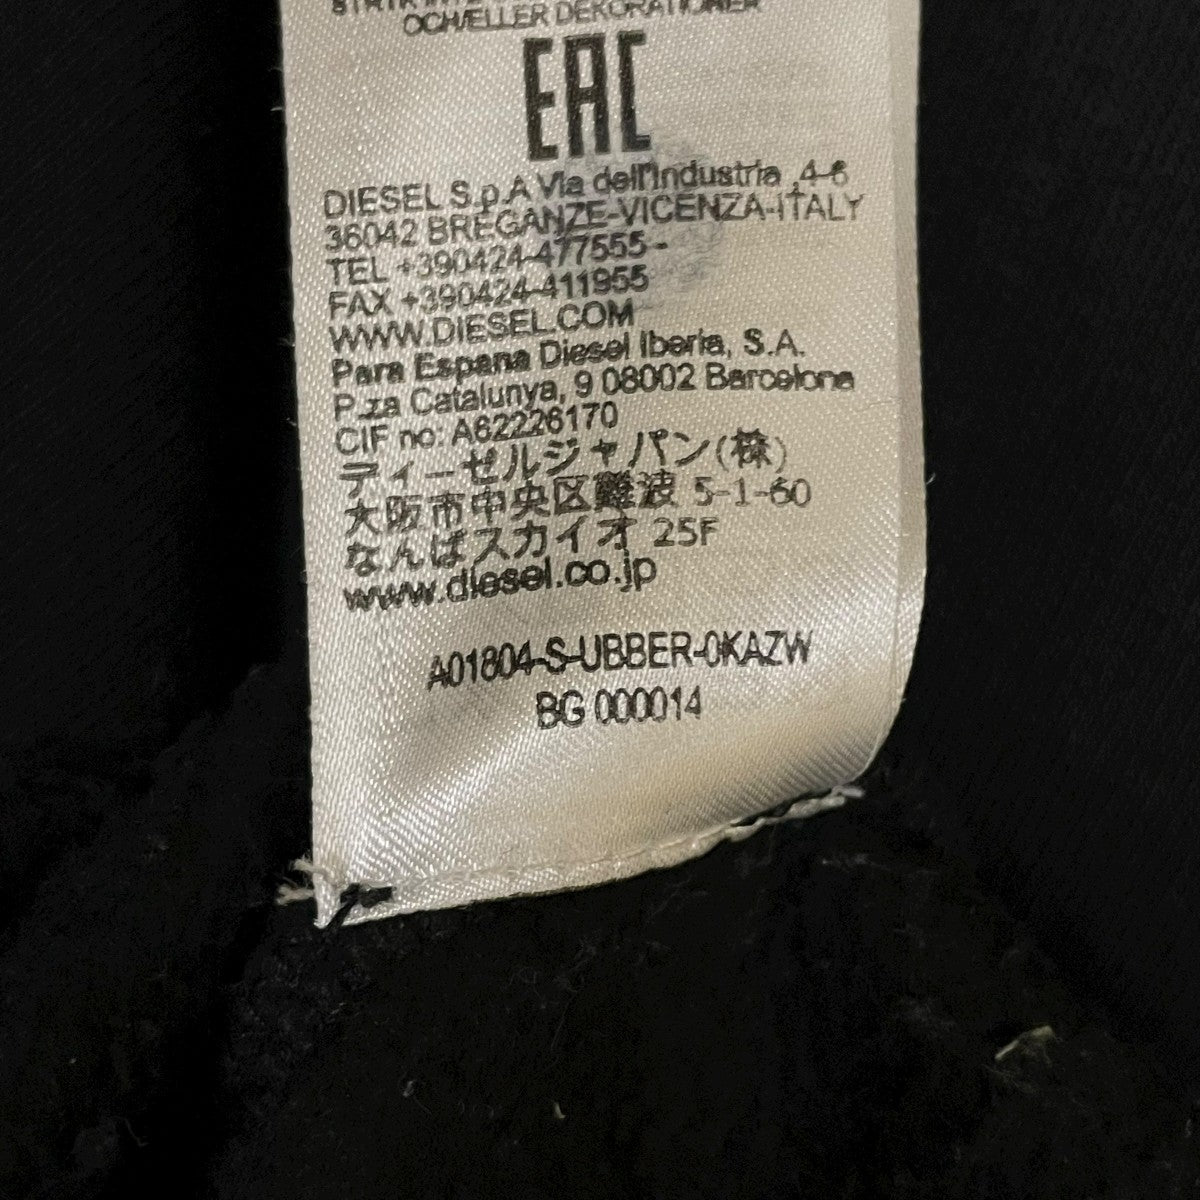 OCH/ELLER DEKORATIONER
EAC
DIESEL S.p.A Via dell'Industria ,4-6
36042 BREGANZE-VICENZA-ITALY
TEL +390424-477555-
FAX +390424-411955
WWW.DIESEL.COM
Para Espana Diesel Iberia, S.A.
P.za Catalunya, 9 08002 Barcelona
CIF no: A62226170
ディーゼルジャパン(株)
大阪市中央区難波 5-1-60
なんばスカイオ 25F
www.diesel.co.jp
A01804-S-UBBER-0KAZW
BG 000014